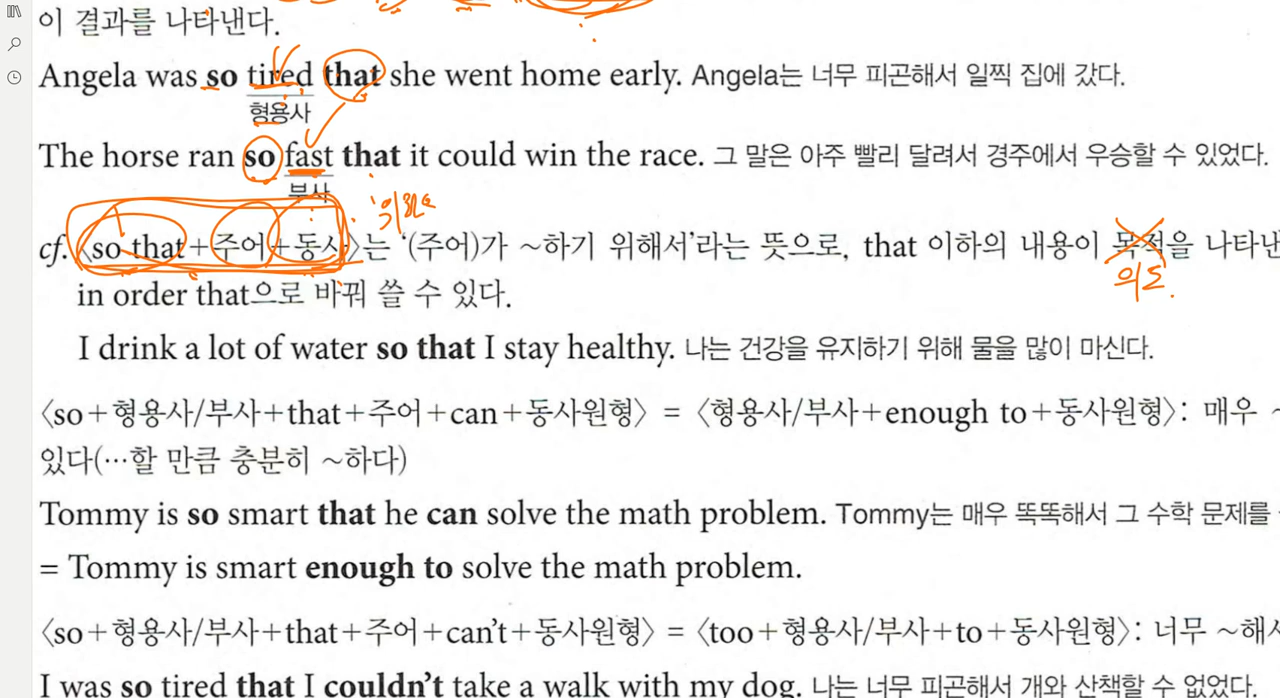 이 결과를 나타낸다.
Angela was so tired that she went home early. Angela는 너무 피곤해서 일찍 집에 갔다.
형용사
The horse ran so fast that it could win the race. 그 말은 아주 빨리 달려서 경주에서 우승할 수 있었다.
부사
cf. 〈so that+주어+동사〉는 '(주어)가 ~하기 위해서'라는 뜻으로, that 이하의 내용이 목적을 나타낸
의도
in order that으로 바꿔 쓸 수 있다.
I drink a lot of water so that I stay healthy. 나는 건강을 유지하기 위해 물을 많이 마신다.
〈so+형용사/부사+that+주어+can+동사원형〉 = 〈형용사/부사+enough to+동사원형〉: 매우 ~
있다(…할 만큼 충분히 ~하다)
Tommy is so smart that he can solve the math problem. Tommy는 매우 똑똑해서 그 수학 문제를
= Tommy is smart enough to solve the math problem.
〈so+형용사/부사+that+주어+can't+동사원형〉 = 〈too+형용사/부사+to+동사원형〉: 너무 ~해서
I was so tired that I couldn't take a walk with my dog. 나는 너무 피곤해서 개와 산책할 수 없었다.